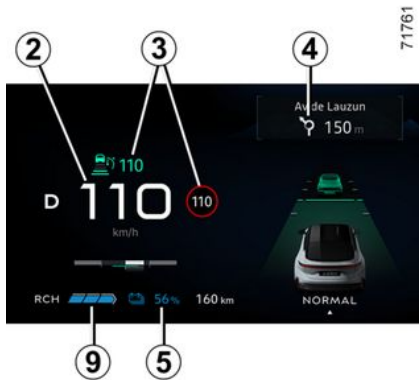 71761
2
3
4
Av de Lauzun
150 m
110
D 110 110
km/h
RCH 56% 160 km
NORMAL
9
5